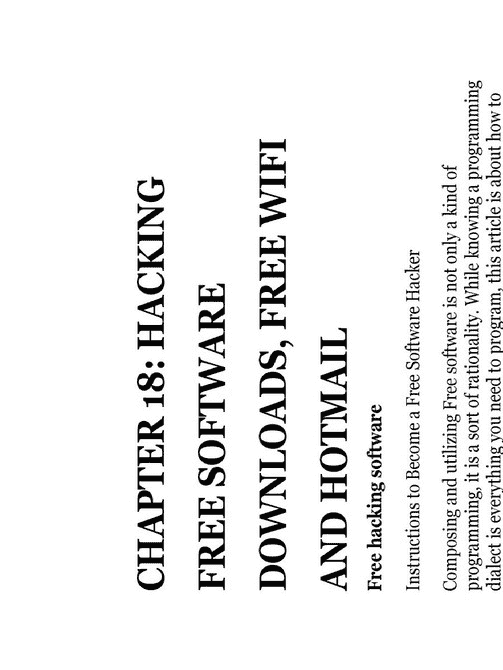 CHAPTER 18: HACKING
FREE SOFTWARE
DOWNLOADS, FREE WIFI
AND HOTMAIL
Free hacking software
Instructions to Become a Free Software Hacker
Composing and utilizing Free software is not only a kind of
programming, it is a sort of rationality. While knowing a programming
dialect is everything you need to program, this article is about how to